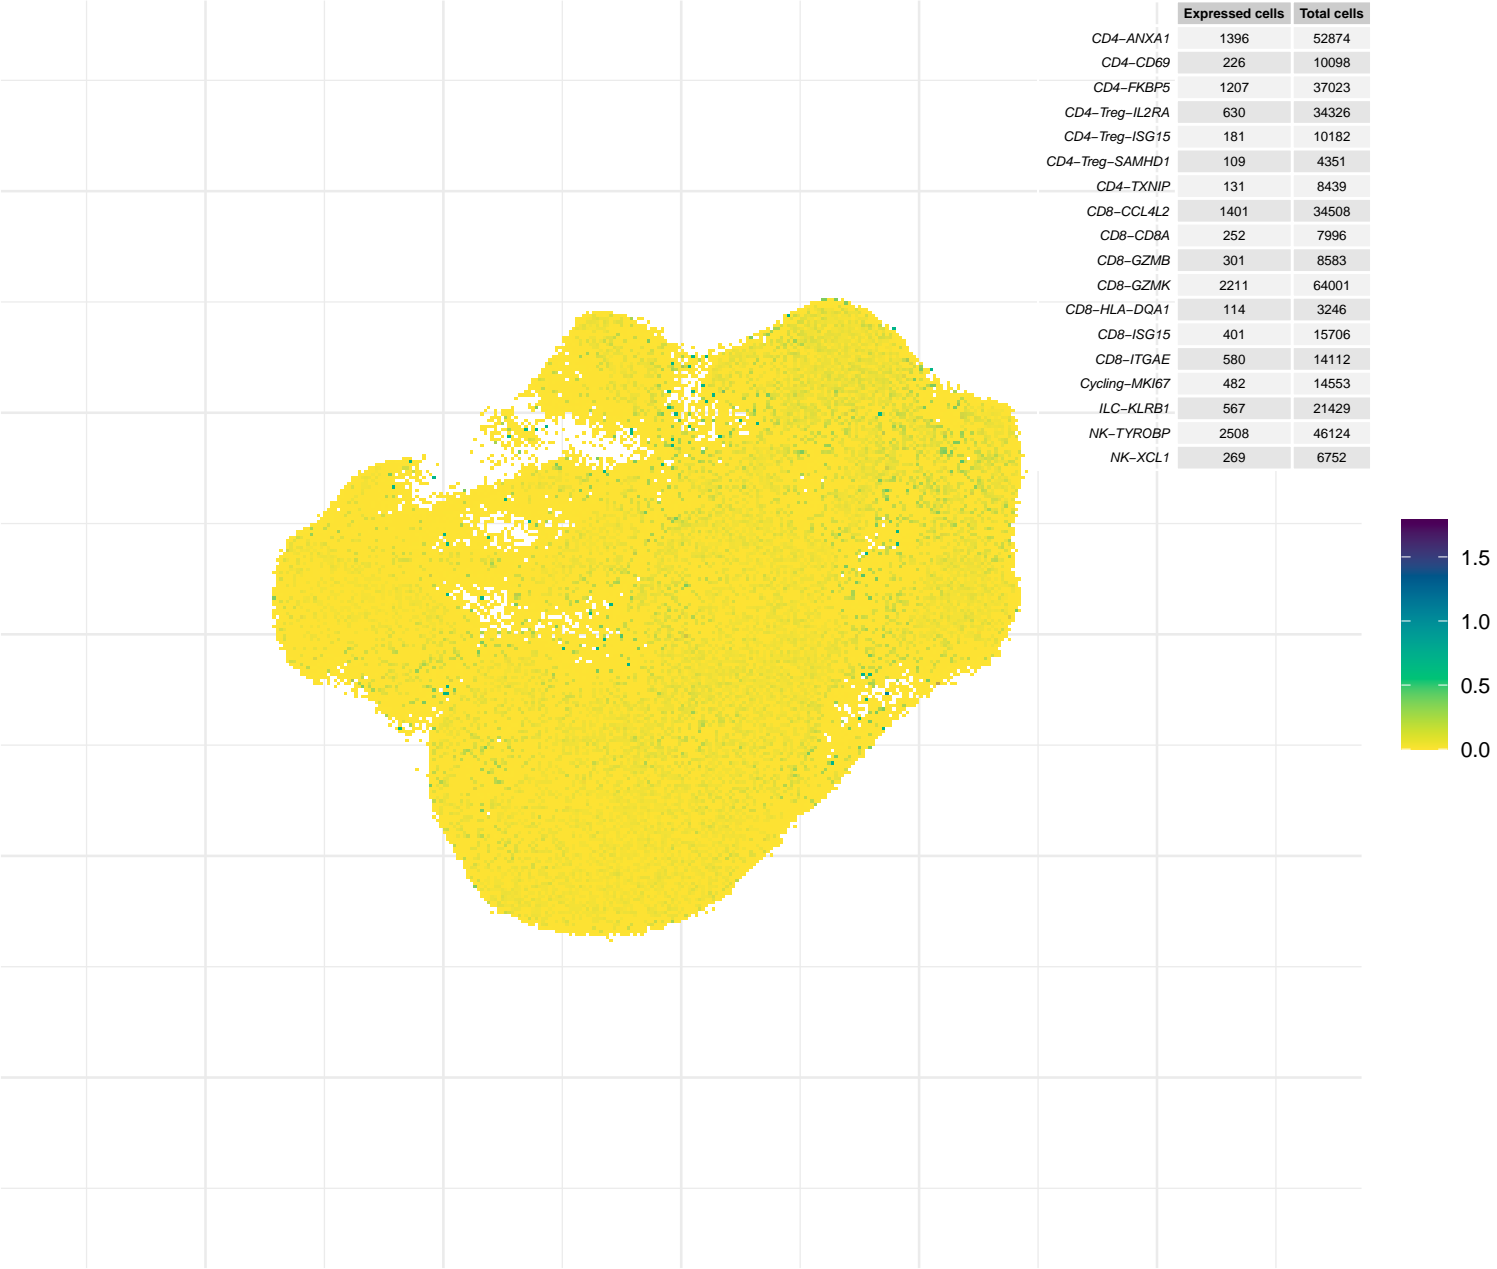 Expressed cells Total cells
CD4−ANXA1 1396 52874
CD4−CD69 226 10098
CD4−FKBP5 1207 37023
CD4−Treg−IL2RA 630 34326
CD4−Treg−ISG15 181 10182
CD4−Treg−SAMHD1 109 4351
CD4−TXNIP 131 8439
CD8−CCL4L2 1401 34508
CD8−CD8A 252 7996
CD8−GZMB 301 8583
CD8−GZMK 2211 64001
CD8−HLA−DQA1 114 3246
CD8−ISG15 401 15706
CD8−ITGAE 580 14112
Cycling−MKI67 482 14553
ILC−KLRB1 567 21429
NK−TYROBP 2508 46124
NK−XCL1 269 6752
1.5
1.0
0.5
0.0